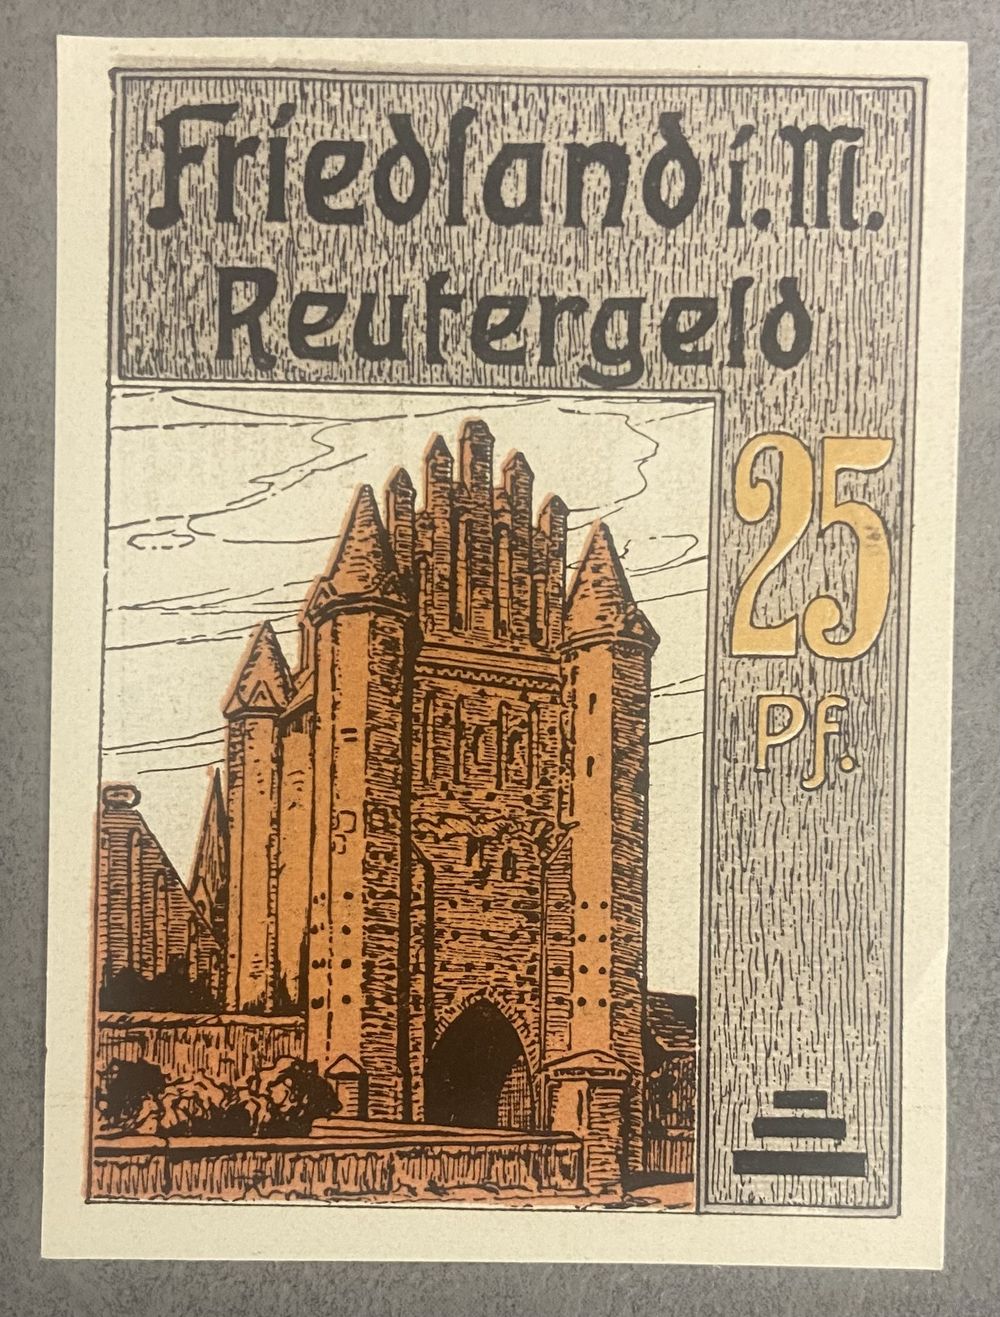 Friedland i. M.
Reutergeld
25
Pf.